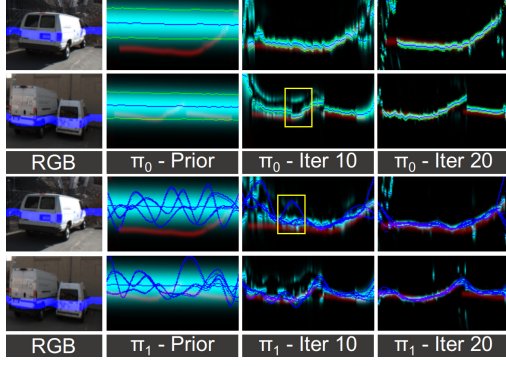 RGB π₀ - Prior π₀ - Iter 10 π₀ - Iter 20
RGB π₁ - Prior π₁ - Iter 10 π₁ - Iter 20